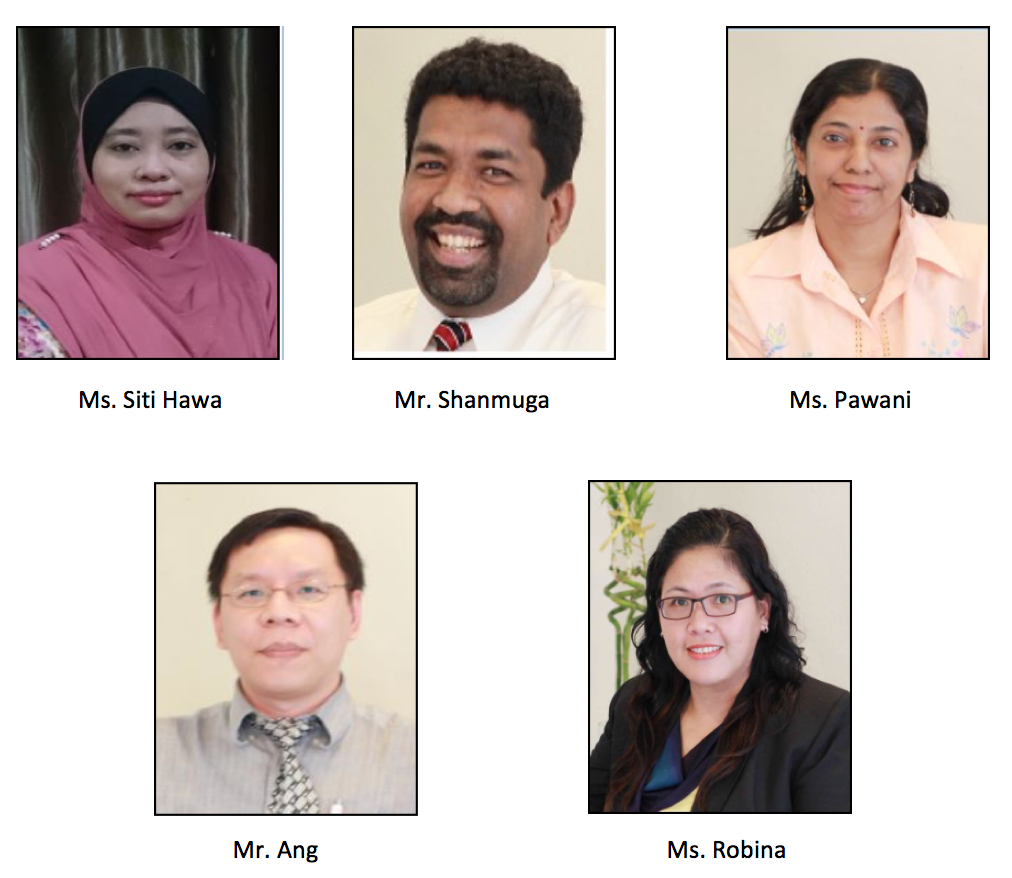 Ms. Siti Hawa
Mr. Shanmuga
Ms. Pawani
Mr. Ang
Ms. Robina